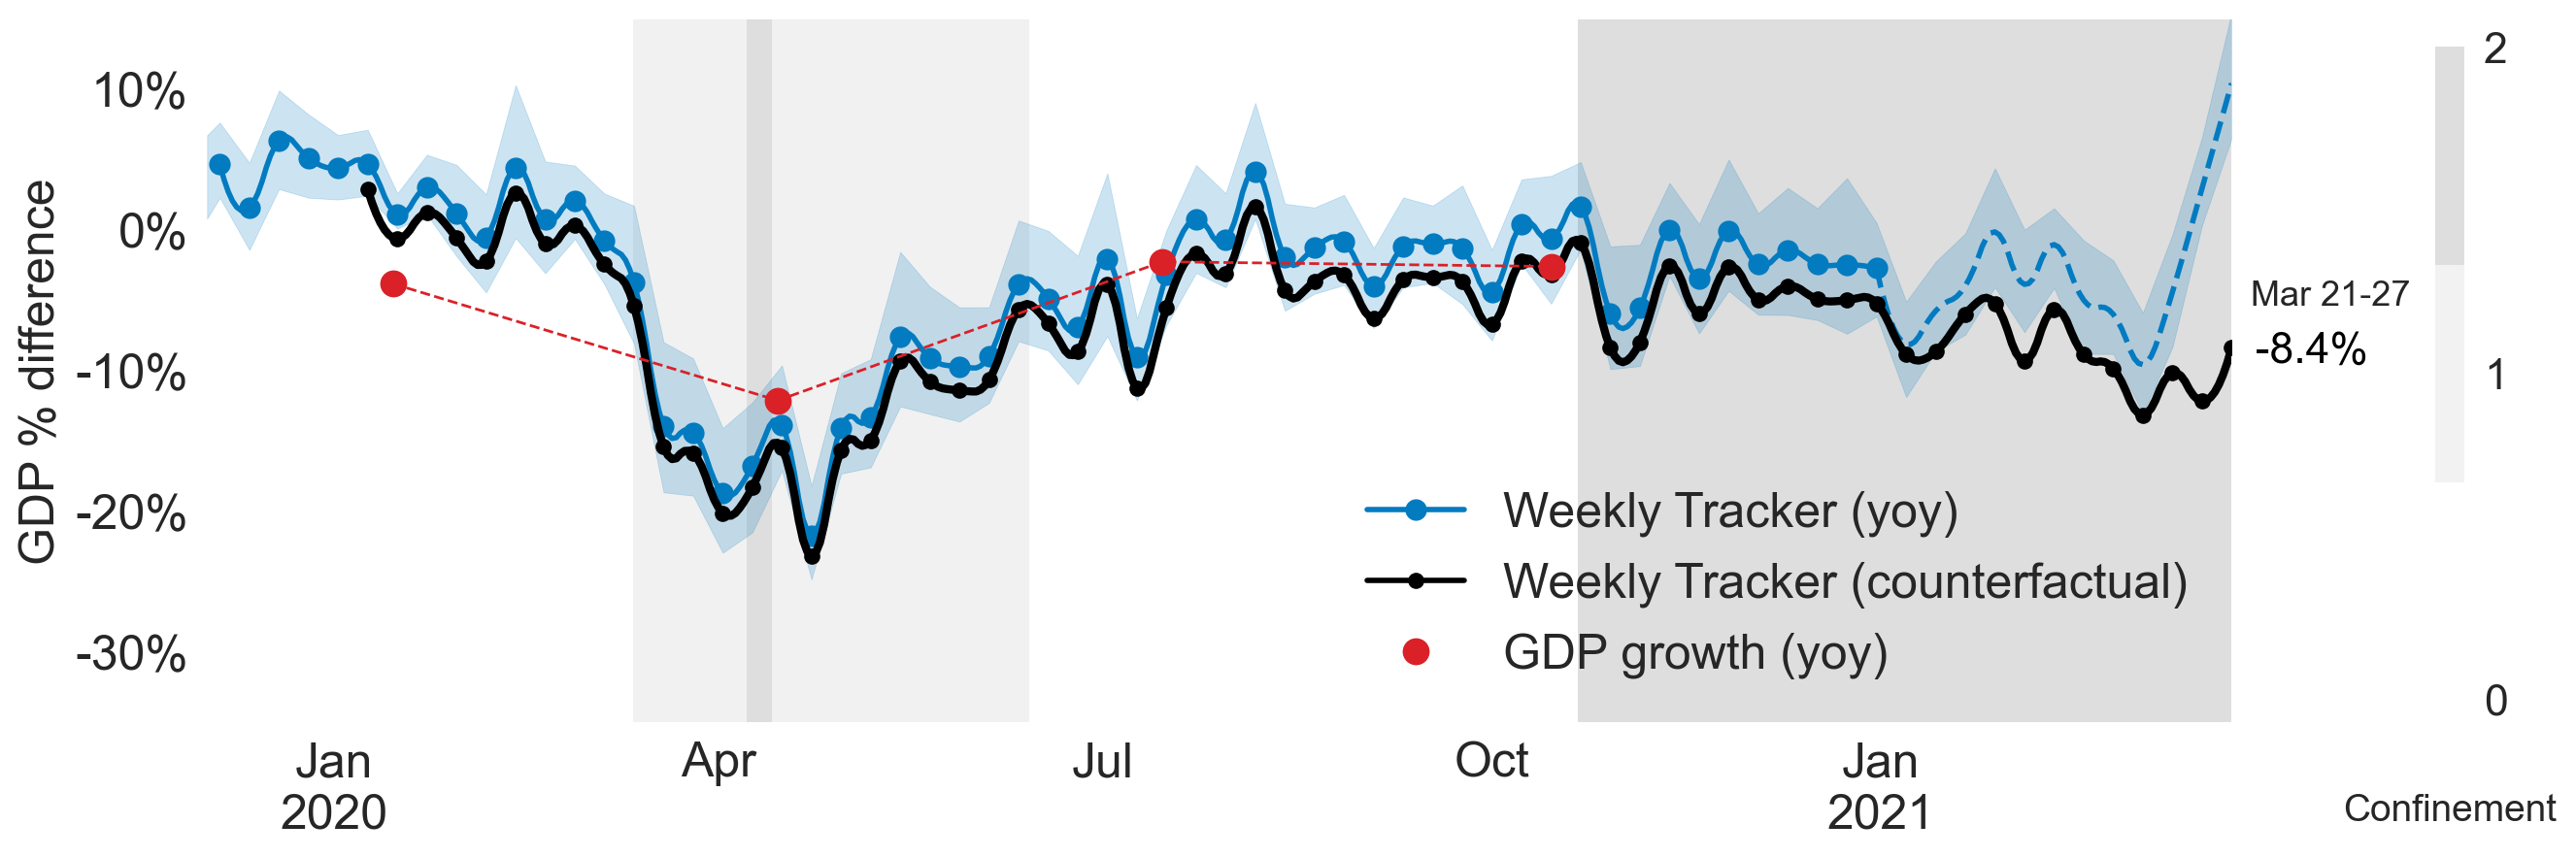 GDP % difference
10%
0%
-10%
-20%
-30%
Jan
2020
Apr
Jul
Oct
Jan
2021
Weekly Tracker (yoy)
Weekly Tracker (counterfactual)
GDP growth (yoy)
Mar 21-27
-8.4%
2
1
0
Confinement